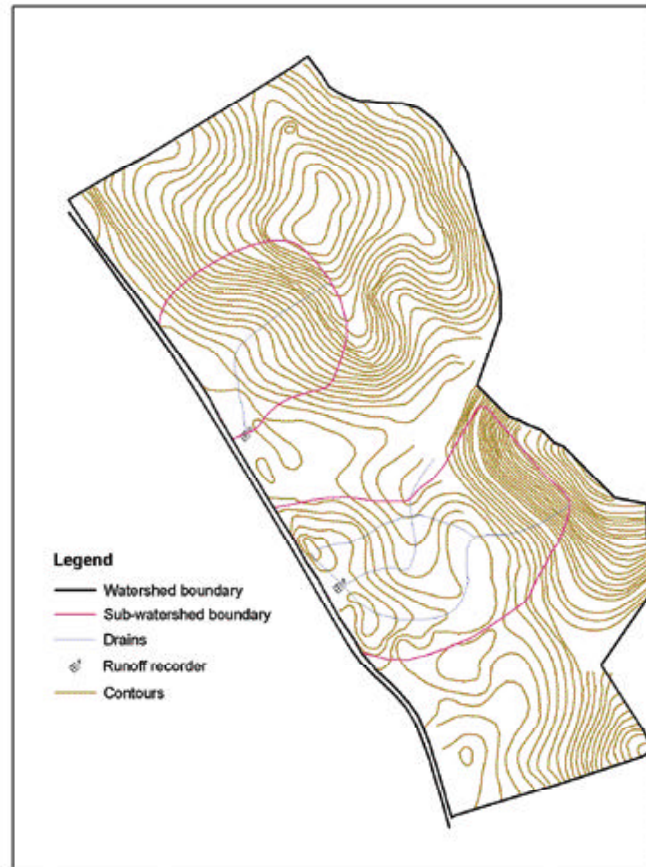 Legend
Watershed boundary
Sub-watershed boundary
Drains
Runoff recorder
Contours